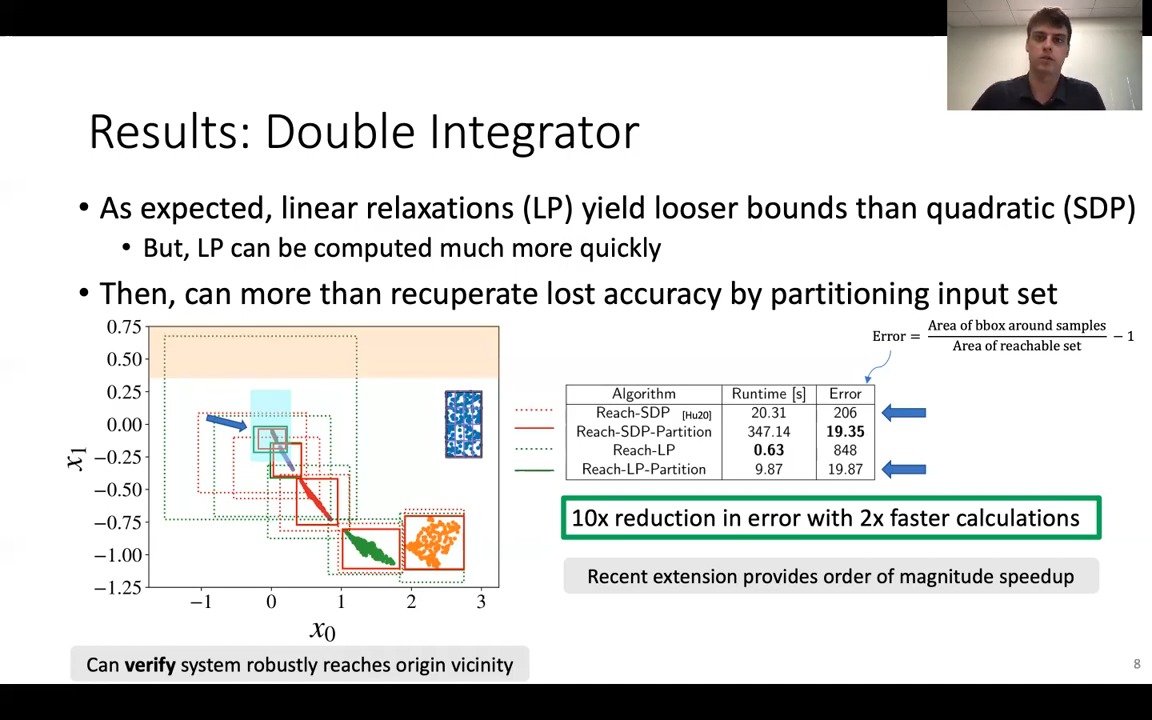 Results: Double Integrator
• As expected, linear relaxations (LP) yield looser bounds than quadratic (SDP)
• But, LP can be computed much more quickly
• Then, can more than recuperate lost accuracy by partitioning input set
Error = Area of bbox around samples / Area of reachable set − 1
0.75
0.50
0.25
0.00
−0.25
−0.50
−0.75
−1.00
−1.25
x1
−1 0 1 2 3
x0
Algorithm Runtime [s] Error
Reach-SDP [Hu20] 20.31 206
Reach-SDP-Partition 347.14 19.35
Reach-LP 0.63 848
Reach-LP-Partition 9.87 19.87
10x reduction in error with 2x faster calculations
Recent extension provides order of magnitude speedup
Can verify system robustly reaches origin vicinity
8